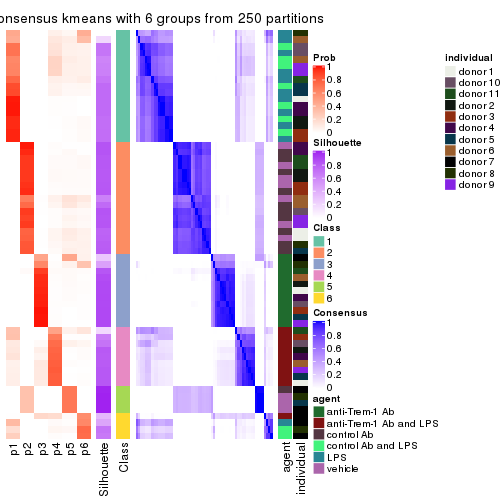 onsensus kmeans with 6 groups from 250 partitions
p1
p2
p3
p4
p5
p6
Silhouette
Class
agent
individual
Prob
1
0.8
0.6
0.4
0.2
0
Silhouette
1
0.8
0.6
0.4
0.2
0
Class
1
2
3
4
5
6
Consensus
1
0.8
0.6
0.4
0.2
0
agent
anti-Trem-1 Ab
anti-Trem-1 Ab and LPS
control Ab
control Ab and LPS
LPS
vehicle
individual
donor 1
donor 10
donor 11
donor 2
donor 3
donor 4
donor 5
donor 6
donor 7
donor 8
donor 9